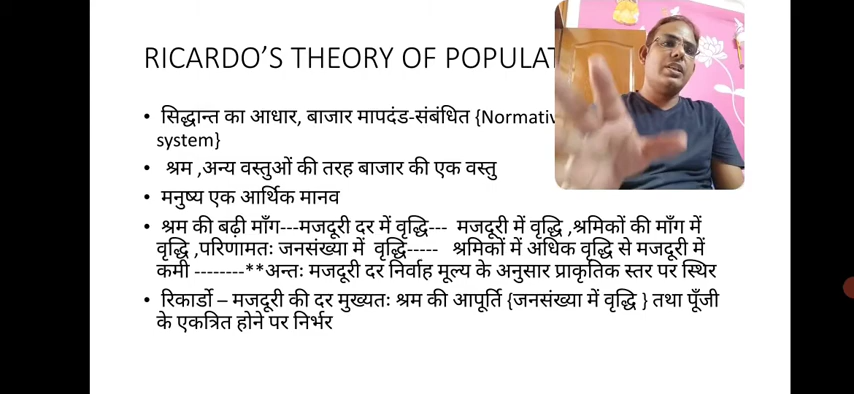 RICARDO’S THEORY OF POPULAT
• सिद्धान्त का आधार, बाजार मापदंड-संबंधित {Normativ
system}
• श्रम ,अन्य वस्तुओं की तरह बाजार की एक वस्तु
• मनुष्य एक आर्थिक मानव
• श्रम की बढ़ी माँग---मजदूरी दर में वृद्धि--- मजदूरी में वृद्धि ,श्रमिकों की माँग में
वृद्धि ,परिणामतः जनसंख्या में वृद्धि----- श्रमिकों में अधिक वृद्धि से मजदूरी में
कमी --------**अन्तः मजदूरी दर निर्वाह मूल्य के अनुसार प्राकृतिक स्तर पर स्थिर
• रिकार्डो – मजदूरी की दर मुख्यतः श्रम की आपूर्ति {जनसंख्या में वृद्धि } तथा पूँजी
के एकत्रित होने पर निर्भर